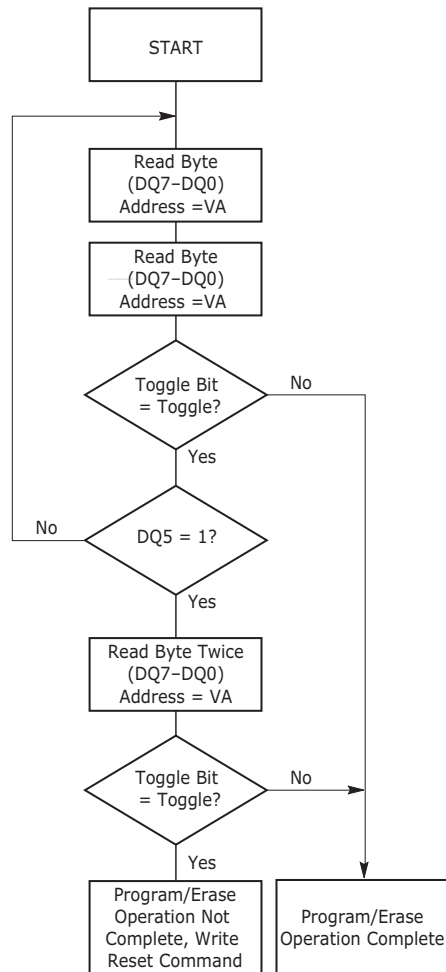 START
Read Byte
(DQ7–DQ0)
Address =VA
Read Byte
(DQ7–DQ0)
Address =VA
Toggle Bit
= Toggle?
No
Yes
No
DQ5 = 1?
Yes
Read Byte Twice
(DQ7–DQ0)
Address = VA
Toggle Bit
= Toggle?
No
Yes
Program/Erase
Operation Not
Complete, Write
Reset Command
Program/Erase
Operation Complete